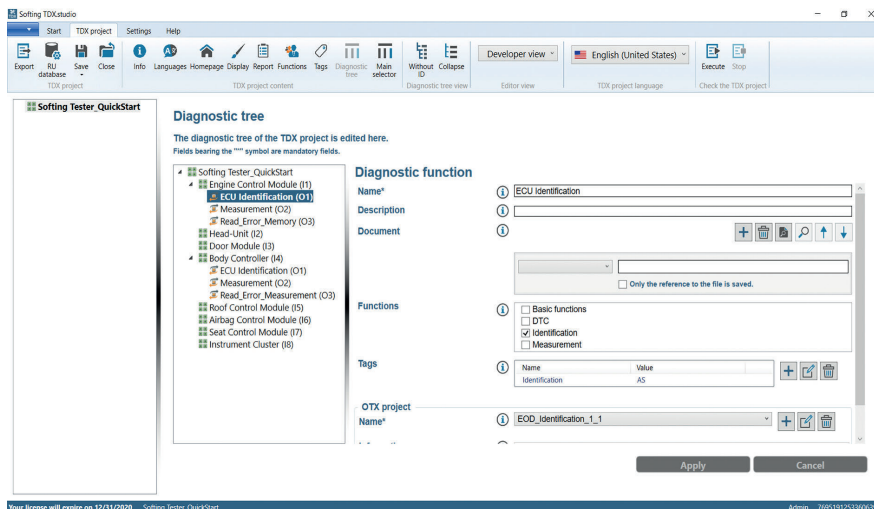 Softing TDX.studio
Start TDX project Settings Help
Export RU database Save Close Info Languages Homepage Display Report Functions Tags Diagnostic tree Main selector Without ID Collapse Developer view English (United States) Execute Stop
TDX project TDX project content Diagnostic tree view Editor view TDX project language Check the TDX project
Softing Tester_QuickStart
Diagnostic tree
The diagnostic tree of the TDX project is edited here.
Fields bearing the "*" symbol are mandatory fields.
Softing Tester_QuickStart
Engine Control Module (I1)
ECU Identification (O1)
Measurement (O2)
Read_Error_Memory (O3)
Head-Unit (I2)
Door Module (I3)
Body Controller (I4)
ECU Identification (O1)
Measurement (O2)
Read_Error_Measurement (O3)
Roof Control Module (I5)
Airbag Control Module (I6)
Seat Control Module (I7)
Instrument Cluster (I8)
Diagnostic function
Name* ECU Identification
Description
Document
Only the reference to the file is saved.
Functions
Basic functions
DTC
Identification
Measurement
Tags
Name Value
Identification AS
OTX project
Name* EOD_Identification_1_1
Apply Cancel
Your license will expire on 12/31/2020 Softing Tester_QuickStart Admin